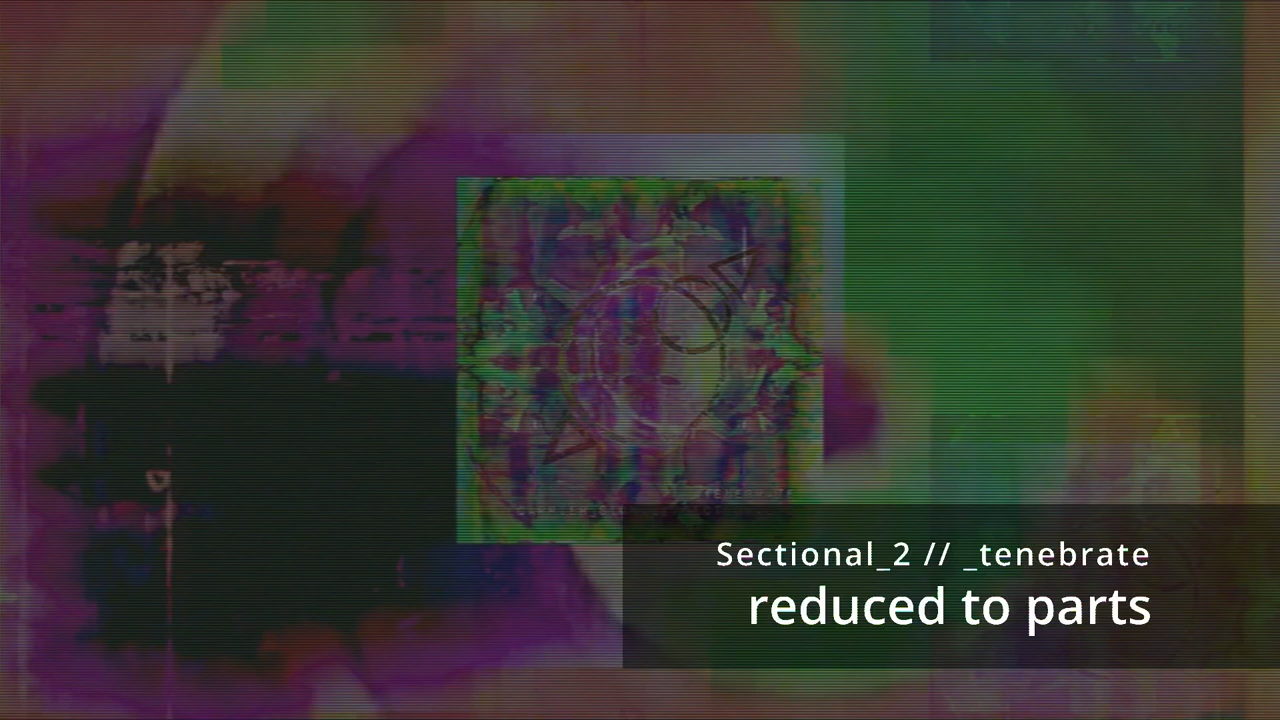 Sectional_2 // _tenebrate
reduced to parts